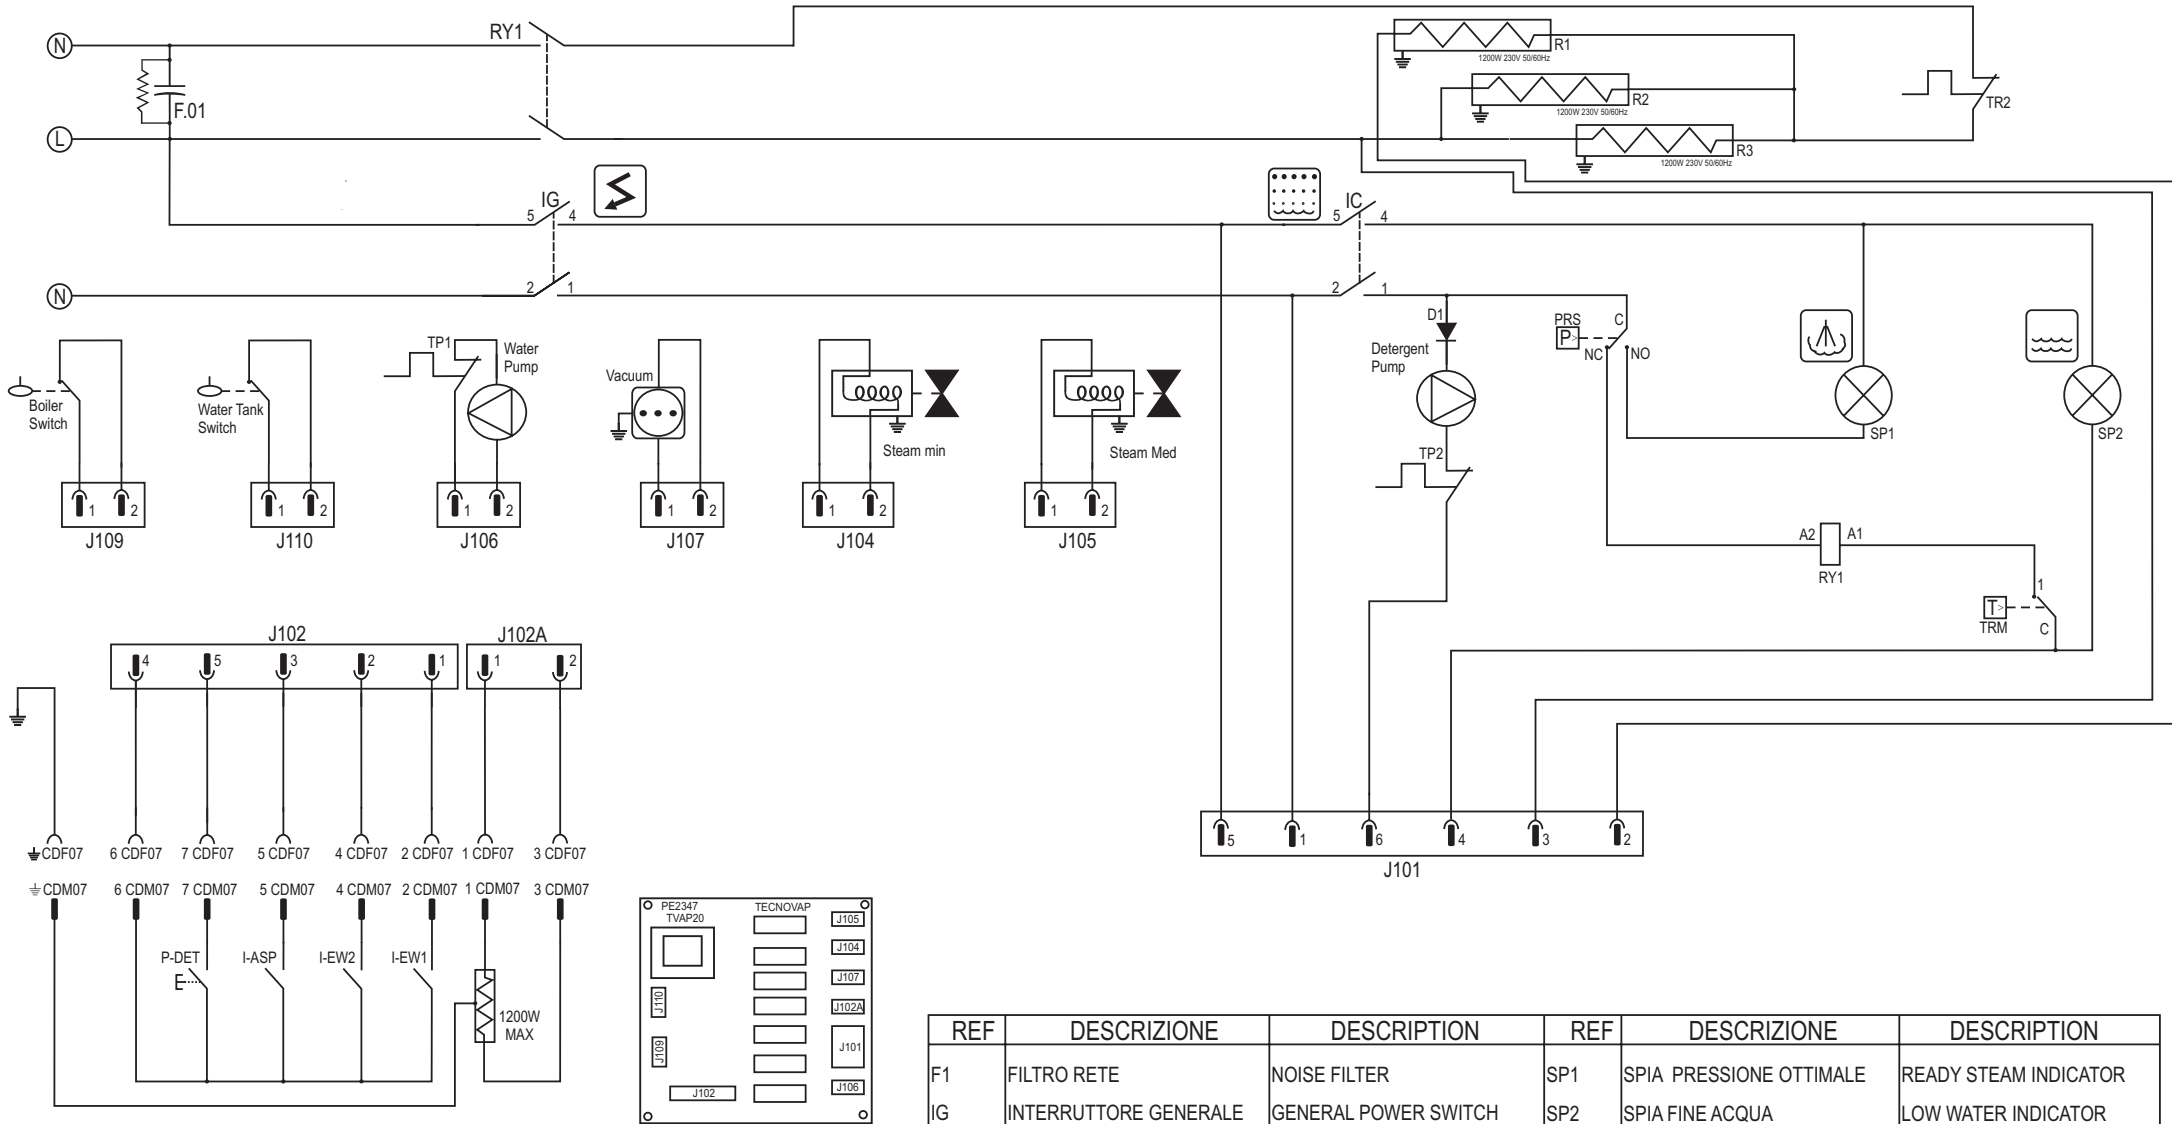 N
RY1
R1
1200W 230V 50/60Hz
R2
1200W 230V 50/60Hz
TR2
F.01
L
R3
1200W 230V 50/60Hz
IG
5 4
IC
5 4
N
2 1
2 1
D1
Detergent
Pump
PRS
P>
C
NC NO
SP1
SP2
TP1
Water
Pump
Vacuum
Boiler
Switch
Water Tank
Switch
Steam min
Steam Med
TP2
1 2
1 2
1 2
1 2
1 2
1 2
J109
J110
J106
J107
J104
J105
A2 A1
RY1
1
T>
TRM
C
J102
J102A
4 5 3 2 1 1 2
5 1 6 4 3 2
J101
CDF07 6 CDF07 7 CDF07 5 CDF07 4 CDF07 2 CDF07 1 CDF07 3 CDF07
CDM07 6 CDM07 7 CDM07 5 CDM07 4 CDM07 2 CDM07 1 CDM07 3 CDM07
P-DET
I-ASP
I-EW2
I-EW1
1200W
MAX
PE2347
TVAP20
TECNOVAP
J105
J104
J107
J110
J102A
J109
J101
J102
J106
REF DESCRIZIONE DESCRIPTION REF DESCRIZIONE DESCRIPTION
F1 FILTRO RETE NOISE FILTER SP1 SPIA PRESSIONE OTTIMALE READY STEAM INDICATOR
IG INTERRUTTORE GENERALE GENERAL POWER SWITCH SP2 SPIA FINE ACQUA LOW WATER INDICATOR